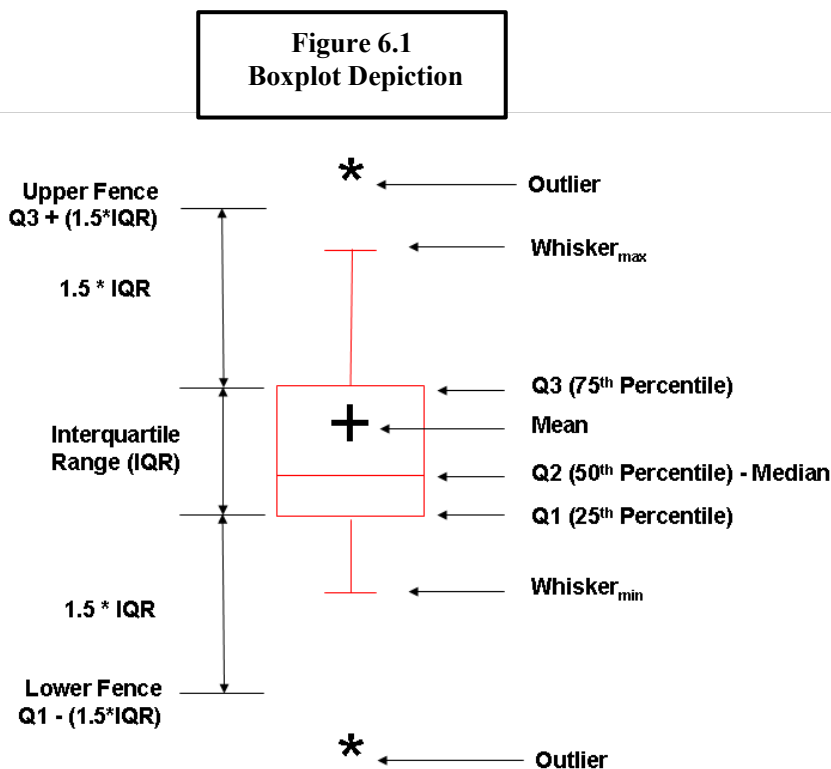 Figure 6.1
Boxplot Depiction
Outlier
Upper Fence
Q3 + (1.5*IQR)
Whiskermax
1.5 * IQR
Q3 (75th Percentile)
Mean
Interquartile
Range (IQR)
Q2 (50th Percentile) - Median
Q1 (25th Percentile)
Whiskermin
1.5 * IQR
Lower Fence
Q1 - (1.5*IQR)
Outlier